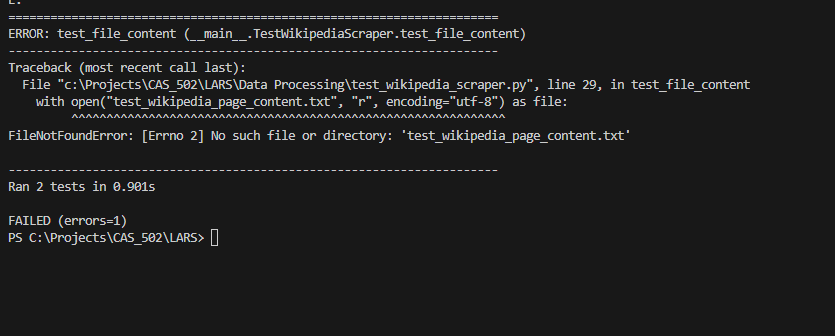 E.
======================================================================
ERROR: test_file_content (__main__.TestWikipediaScraper.test_file_content)
----------------------------------------------------------------------
Traceback (most recent call last):
  File "c:\Projects\CAS_502\LARS\Data Processing\test_wikipedia_scraper.py", line 29, in test_file_content
    with open("test_wikipedia_page_content.txt", "r", encoding="utf-8") as file:
         ^^^^^^^^^^^^^^^^^^^^^^^^^^^^^^^^^^^^^^^^^^^^^^^^^^^^^^^^^^^^^^
FileNotFoundError: [Errno 2] No such file or directory: 'test_wikipedia_page_content.txt'

----------------------------------------------------------------------
Ran 2 tests in 0.901s

FAILED (errors=1)
PS C:\Projects\CAS_502\LARS>